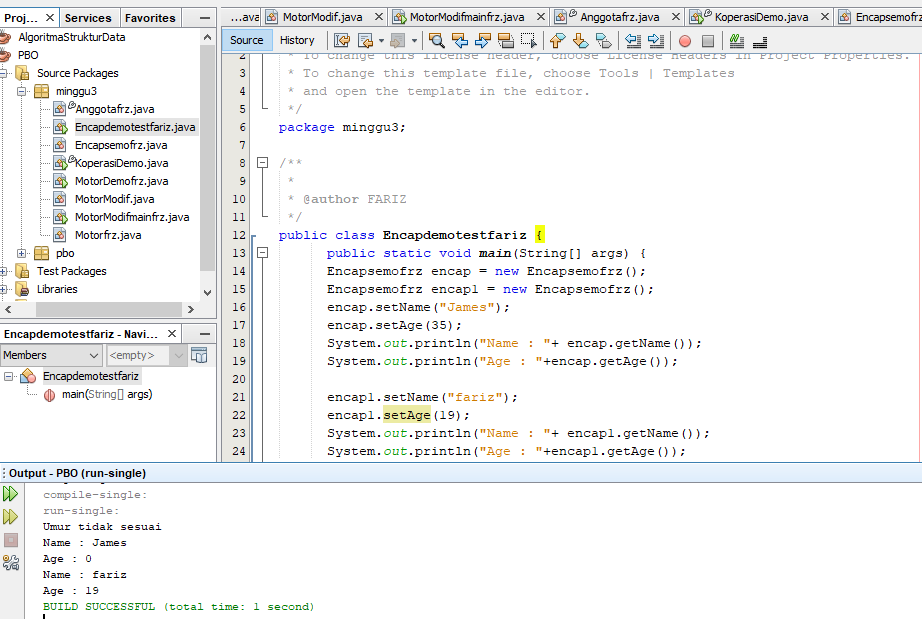 Proj...
Services
Favorites
AlgoritmaStrukturData
PBO
Source Packages
minggu3
Anggotafrz.java
Encapdemotestfariz.java
Encapsemofrz.java
KoperasiDemo.java
MotorDemofrz.java
MotorModif.java
MotorModifmainfrz.java
Motorfrz.java
pbo
Test Packages
Libraries
Encapdemotestfariz - Navi...
Members
<empty>
Encapdemotestfariz
main(String[] args)
...ava
MotorModif.java
MotorModifmainfrz.java
Anggotafrz.java
KoperasiDemo.java
Encapsemofrz
Source
History
2 * To change this license header, choose License Headers in Project Properties.
3 * To change this template file, choose Tools | Templates
4 * and open the template in the editor.
5 */
6 package minggu3;
7
8 /**
9 *
10 * @author FARIZ
11 */
12 public class Encapdemotestfariz {
13 public static void main(String[] args) {
14 Encapsemofrz encap = new Encapsemofrz();
15 Encapsemofrz encap1 = new Encapsemofrz();
16 encap.setName("James");
17 encap.setAge(35);
18 System.out.println("Name : "+ encap.getName());
19 System.out.println("Age : "+encap.getAge());
20
21 encap1.setName("fariz");
22 encap1.setAge(19);
23 System.out.println("Name : "+ encap1.getName());
24 System.out.println("Age : "+encap1.getAge());
Output - PBO (run-single)
compile-single:
run-single:
Umur tidak sesuai
Name : James
Age : 0
Name : fariz
Age : 19
BUILD SUCCESSFUL (total time: 1 second)